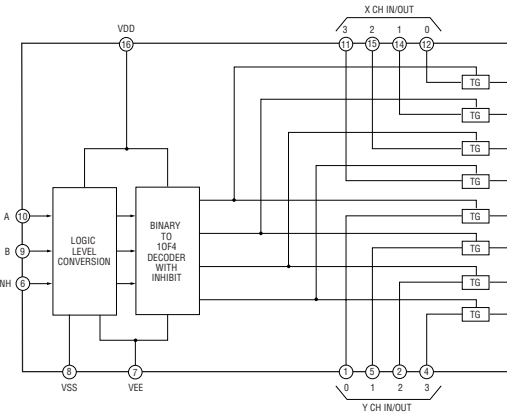 X CH IN/OUT
VDD
3 2 1 0
16
11 15 14 12
TG
TG
TG
TG
A 10
B 9
NH 6
LOGIC
LEVEL
CONVERSION
BINARY
TO
1OF4
DECODER
WITH
INHIBIT
TG
TG
TG
TG
8 7 1 5 2 4
VSS VEE
0 1 2 3
Y CH IN/OUT